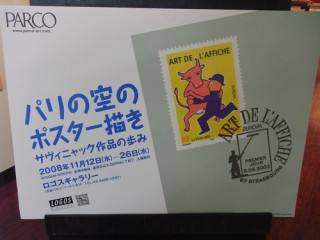 PARCO
www.parco-art.com
パリの空の
ポスター描き
サヴィニャック作品の歩み
2008年11月12日(水)-26日(水)
ロゴスギャラリー
LOGOS
ART DE L'AFFICHE
ART DE L'AFFICHE
PREMIER
JOUR
67 STRASBOURG